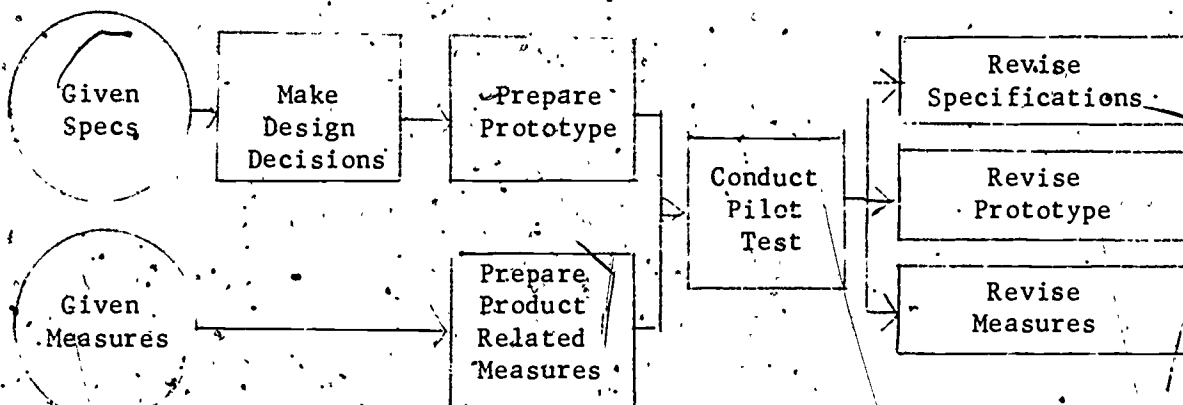 Given
Specs
Make
Design
Decisions
Prepare
Prototype
Given
Measures
Prepare
Product
Related
Measures
Conduct
Pilot
Test
Revise
Specifications
Revise
Prototype
Revise
Measures